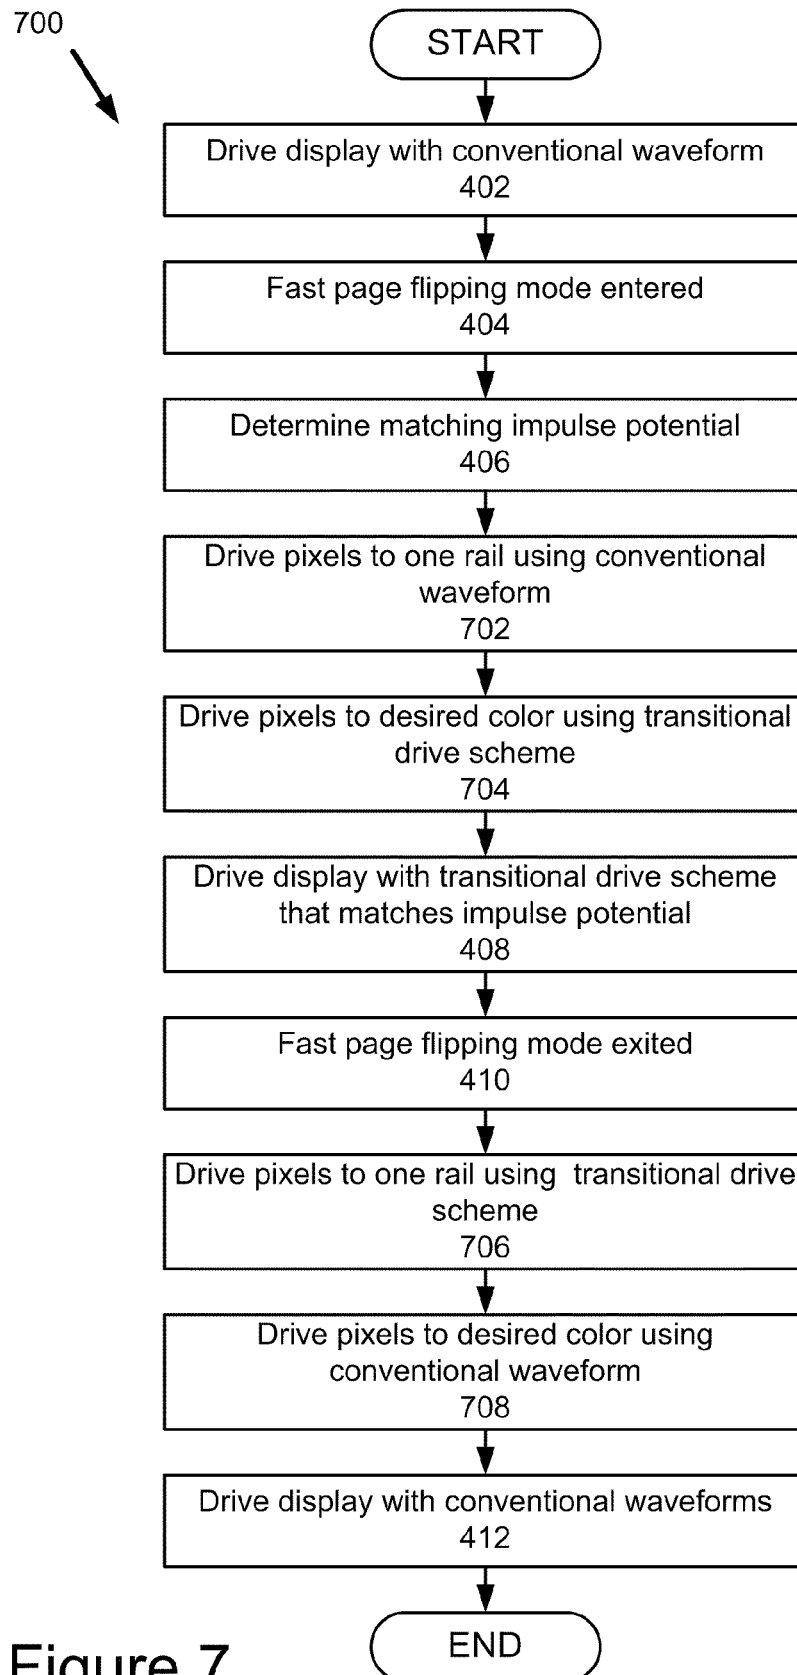 700
START
Drive display with conventional waveform
402
Fast page flipping mode entered
404
Determine matching impulse potential
406
Drive pixels to one rail using conventional
waveform
702
Drive pixels to desired color using transitional
drive scheme
704
Drive display with transitional drive scheme
that matches impulse potential
408
Fast page flipping mode exited
410
Drive pixels to one rail using  transitional drive
scheme
706
Drive pixels to desired color using
conventional waveform
708
Drive display with conventional waveforms
412
END
Figure 7